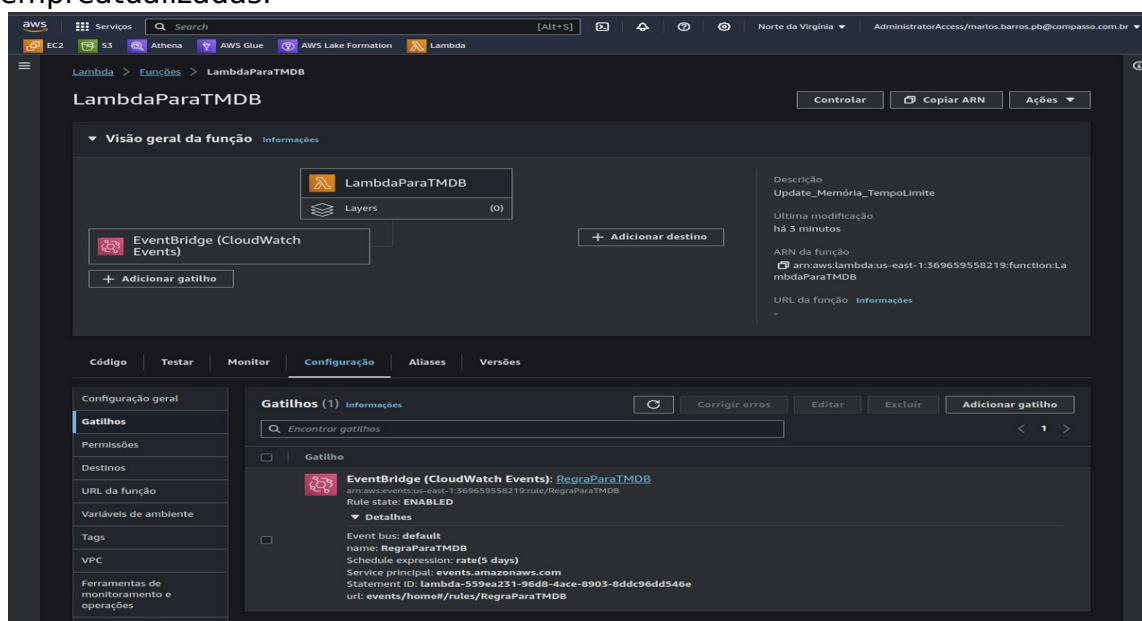 empreatualizadas.
aws
Serviços
Search
[Alt+S]
Norte da Virgínia
AdministratorAccess/marlos.barros.pb@compasso.com.br
EC2
S3
Athena
AWS Glue
AWS Lake Formation
Lambda
Lambda > Funções > LambdaParaTMDB
LambdaParaTMDB
Controlar
Copiar ARN
Ações
Visão geral da função Informações
LambdaParaTMDB
Layers (0)
EventBridge (CloudWatch
Events)
+ Adicionar gatilho
+ Adicionar destino
Descrição
Update_Memória_TempoLimite
Última modificação
há 3 minutos
ARN da função
arn:aws:lambda:us-east-1:369659558219:function:La
mbdaParaTMDB
URL da função Informações
-
Código
Testar
Monitor
Configuração
Aliases
Versões
Configuração geral
Gatilhos
Permissões
Destinos
URL da função
Variáveis de ambiente
Tags
VPC
Ferramentas de
monitoramento e
operações
Gatilhos (1) Informações
Corrigir erros
Editar
Excluir
Adicionar gatilho
Encontrar gatilhos
< 1 >
Gatilho
EventBridge (CloudWatch Events): RegraParaTMDB
arn:aws:events:us-east-1:369659558219:rule/RegraParaTMDB
Rule state: ENABLED
Detalhes
Event bus: default
name: RegraParaTMDB
Schedule expression: rate(5 days)
Service principal: events.amazonaws.com
Statement ID: lambda-559ea231-96d8-4ace-8903-8ddc96dd546e
url: events/home#/rules/RegraParaTMDB